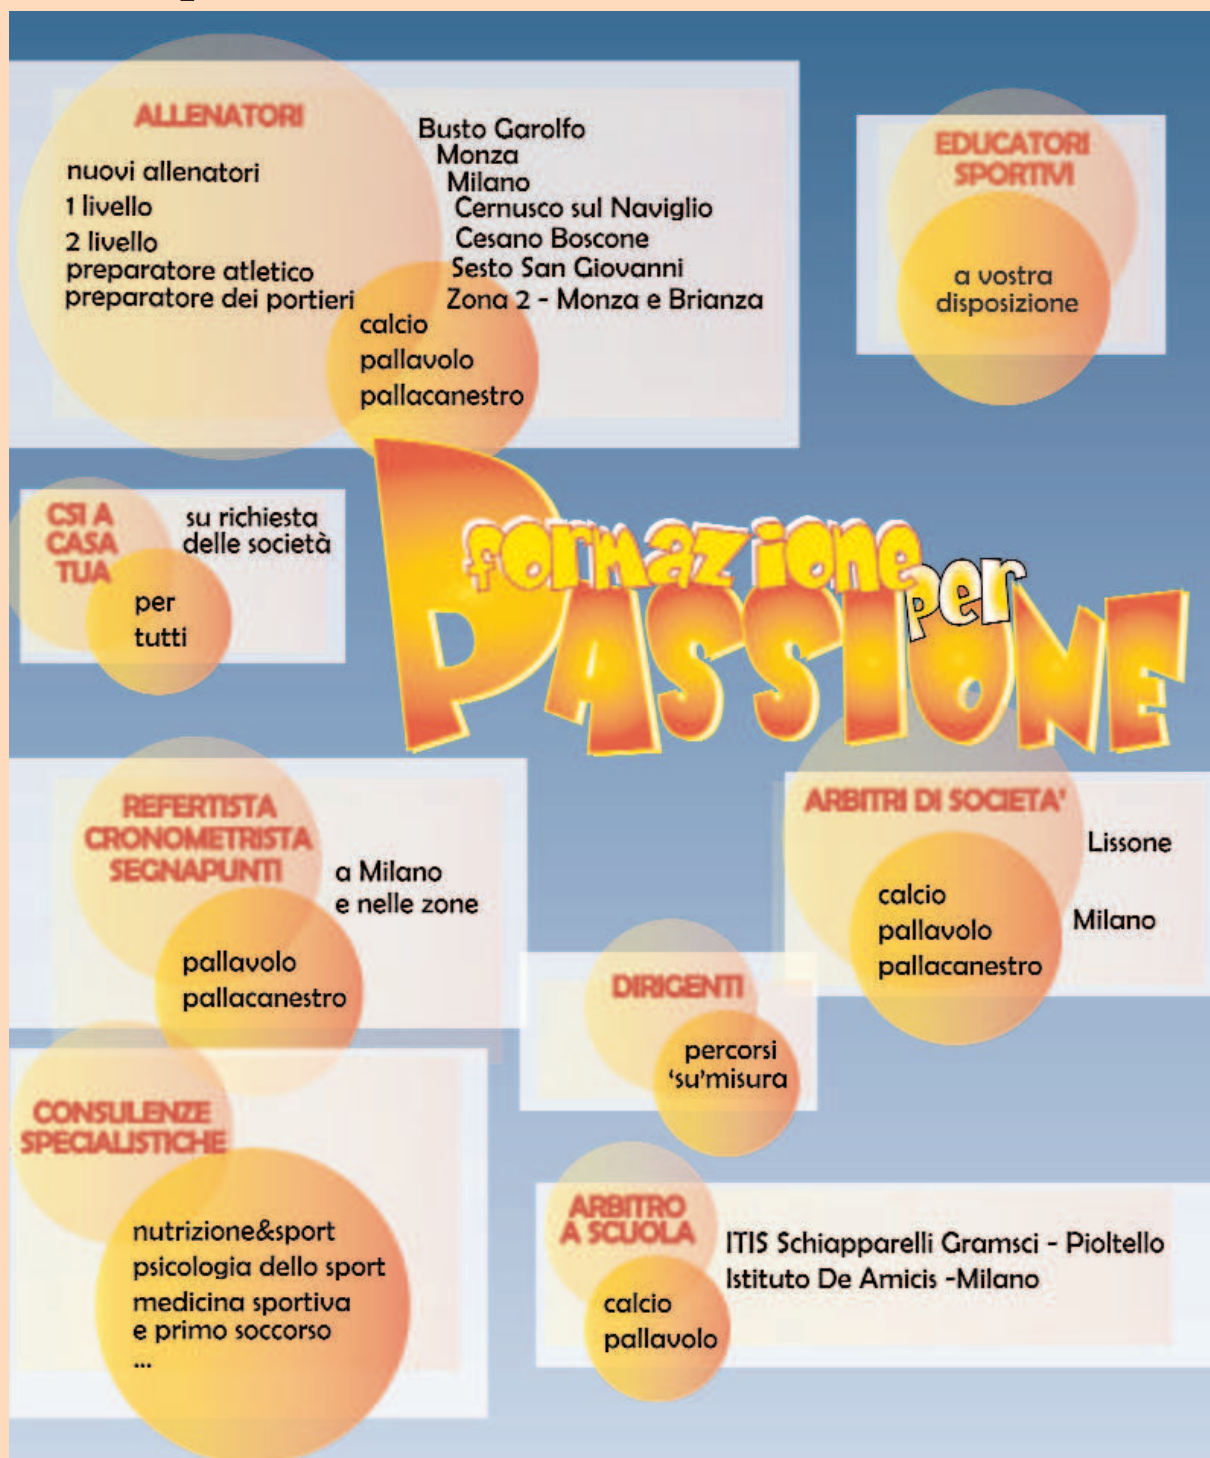 ALLENATORI
nuovi allenatori
1 livello
2 livello
preparatore atletico
preparatore dei portieri
Busto Garolfo
Monza
Milano
Cernusco sul Naviglio
Cesano Boscone
Sesto San Giovanni
Zona 2 - Monza e Brianza
calcio
pallavolo
pallacanestro
EDUCATORI
SPORTIVI
a vostra
disposizione
CSI A
CASA
TUA
su richiesta
delle società
per
tutti
formazione
per
PASSIONE
REFERTISTA
CRONOMETRISTA
SEGNAPUNTI
a Milano
e nelle zone
pallavolo
pallacanestro
ARBITRI DI SOCIETA'
Lissone
Milano
calcio
pallavolo
pallacanestro
DIRIGENTI
percorsi
‘su’misura
CONSULENZE
SPECIALISTICHE
nutrizione&sport
psicologia dello sport
medicina sportiva
e primo soccorso
...
ARBITRO
A SCUOLA
ITIS Schiapparelli Gramsci - Pioltello
Istituto De Amicis -Milano
calcio
pallavolo